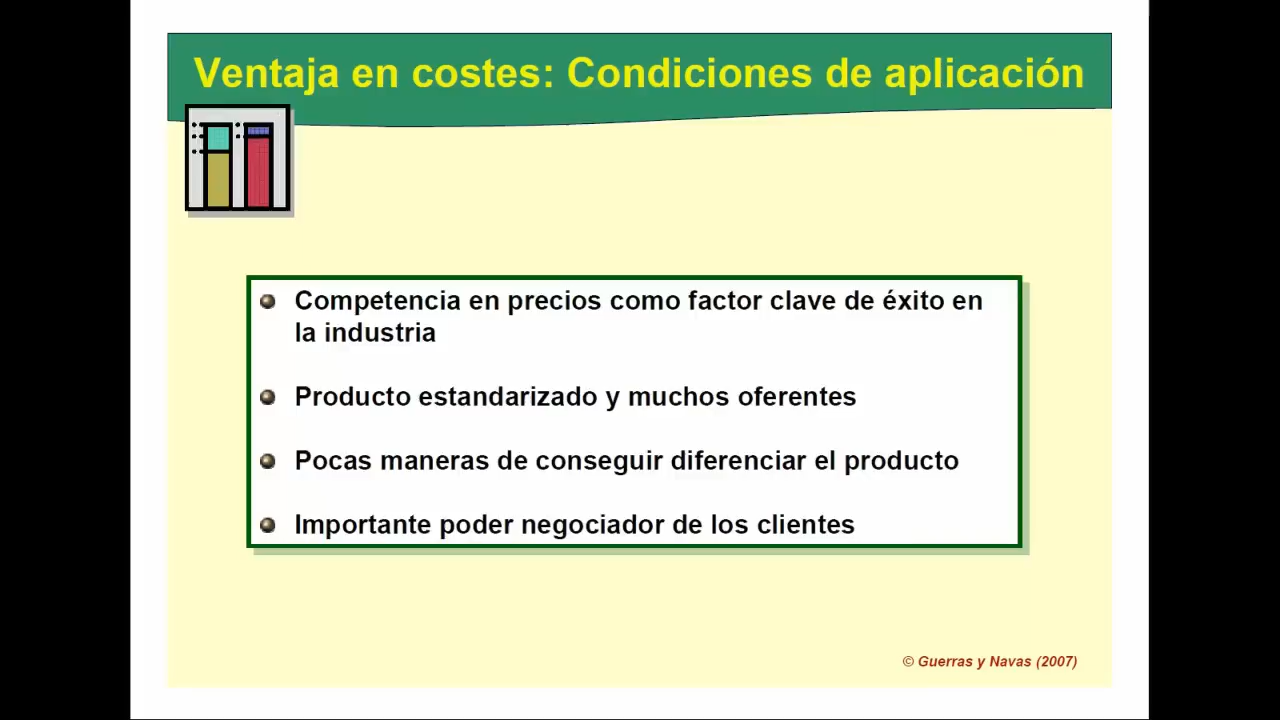 Ventaja en costes: Condiciones de aplicación
Competencia en precios como factor clave de éxito en
la industria
Producto estandarizado y muchos oferentes
Pocas maneras de conseguir diferenciar el producto
Importante poder negociador de los clientes
© Guerras y Navas (2007)